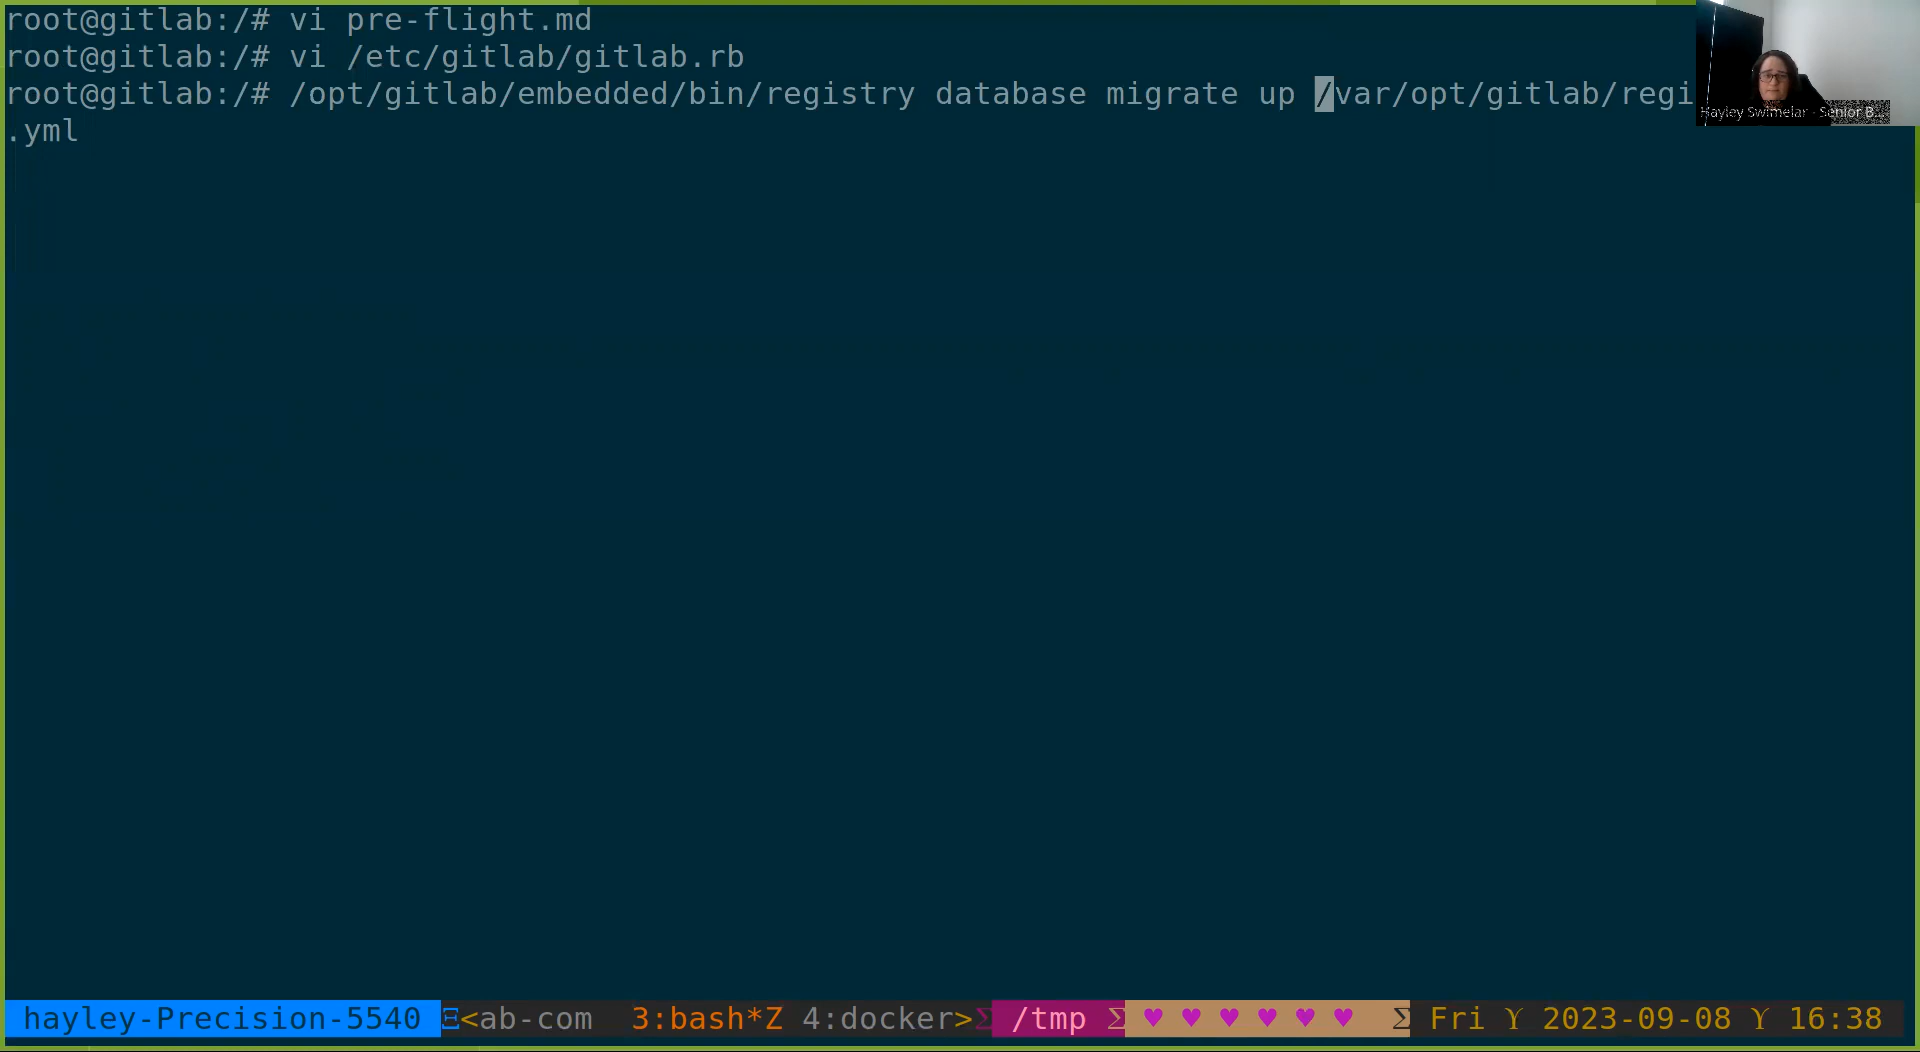 root@gitlab:/# vi pre-flight.md
root@gitlab:/# vi /etc/gitlab/gitlab.rb
root@gitlab:/# /opt/gitlab/embedded/bin/registry database migrate up /var/opt/gitlab/regi
.yml
Hayley Swimelar - Senior B...
hayley-Precision-5540 Ξ<ab-com 3:bash*Z 4:docker>Σ /tmp Σ ♥ ♥ ♥ ♥ ♥ ♥ Σ Fri ϒ 2023-09-08 ϒ 16:38